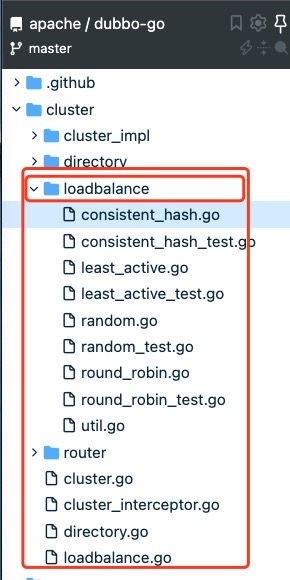 apache / dubbo-go
master
.github
cluster
cluster_impl
directory
loadbalance
consistent_hash.go
consistent_hash_test.go
least_active.go
least_active_test.go
random.go
random_test.go
round_robin.go
round_robin_test.go
util.go
router
cluster.go
cluster_interceptor.go
directory.go
loadbalance.go